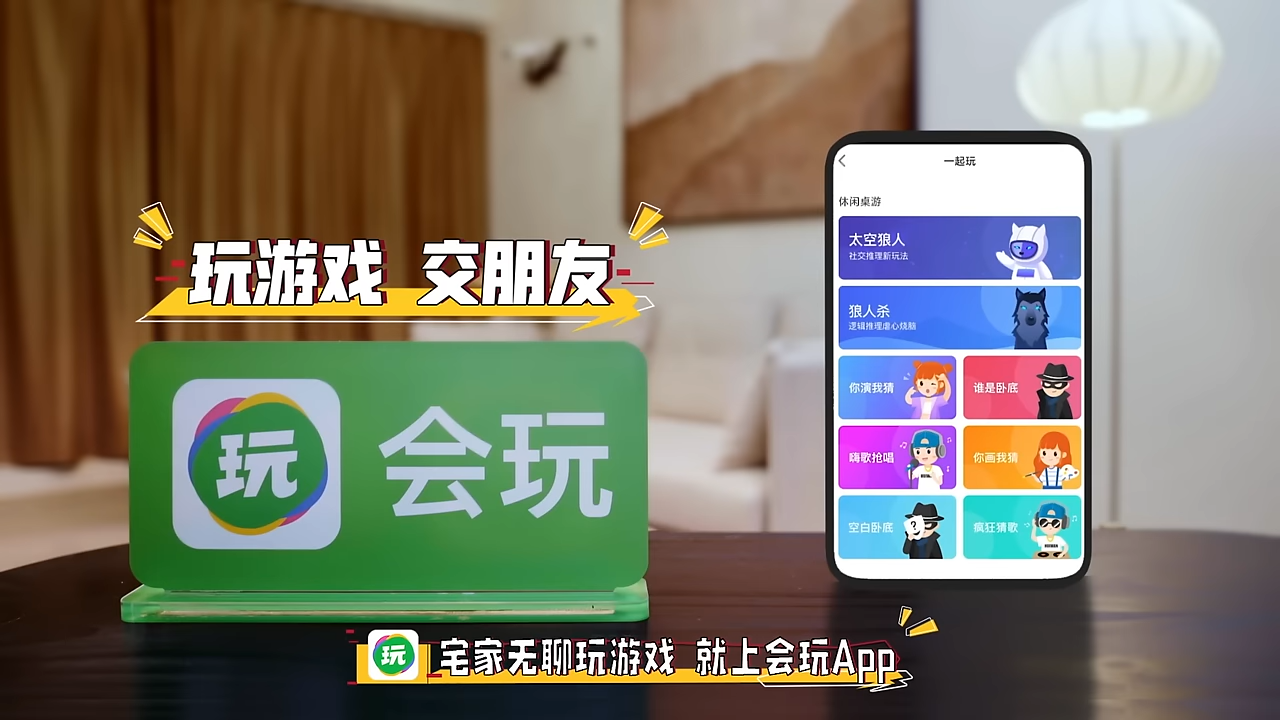 玩游戏 交朋友
玩 会玩
一起玩
休闲桌游
太空狼人
社交推理新玩法
狼人杀
逻辑推理虐心烧脑
你演我猜
谁是卧底
嗨歌抢唱
你画我猜
空白卧底
?
疯狂猜歌
玩 宅家无聊玩游戏 就上会玩App